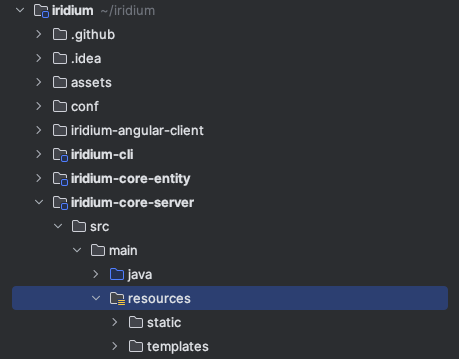 iridium ~/iridium
.github
.idea
assets
conf
iridium-angular-client
iridium-cli
iridium-core-entity
iridium-core-server
src
main
java
resources
static
templates